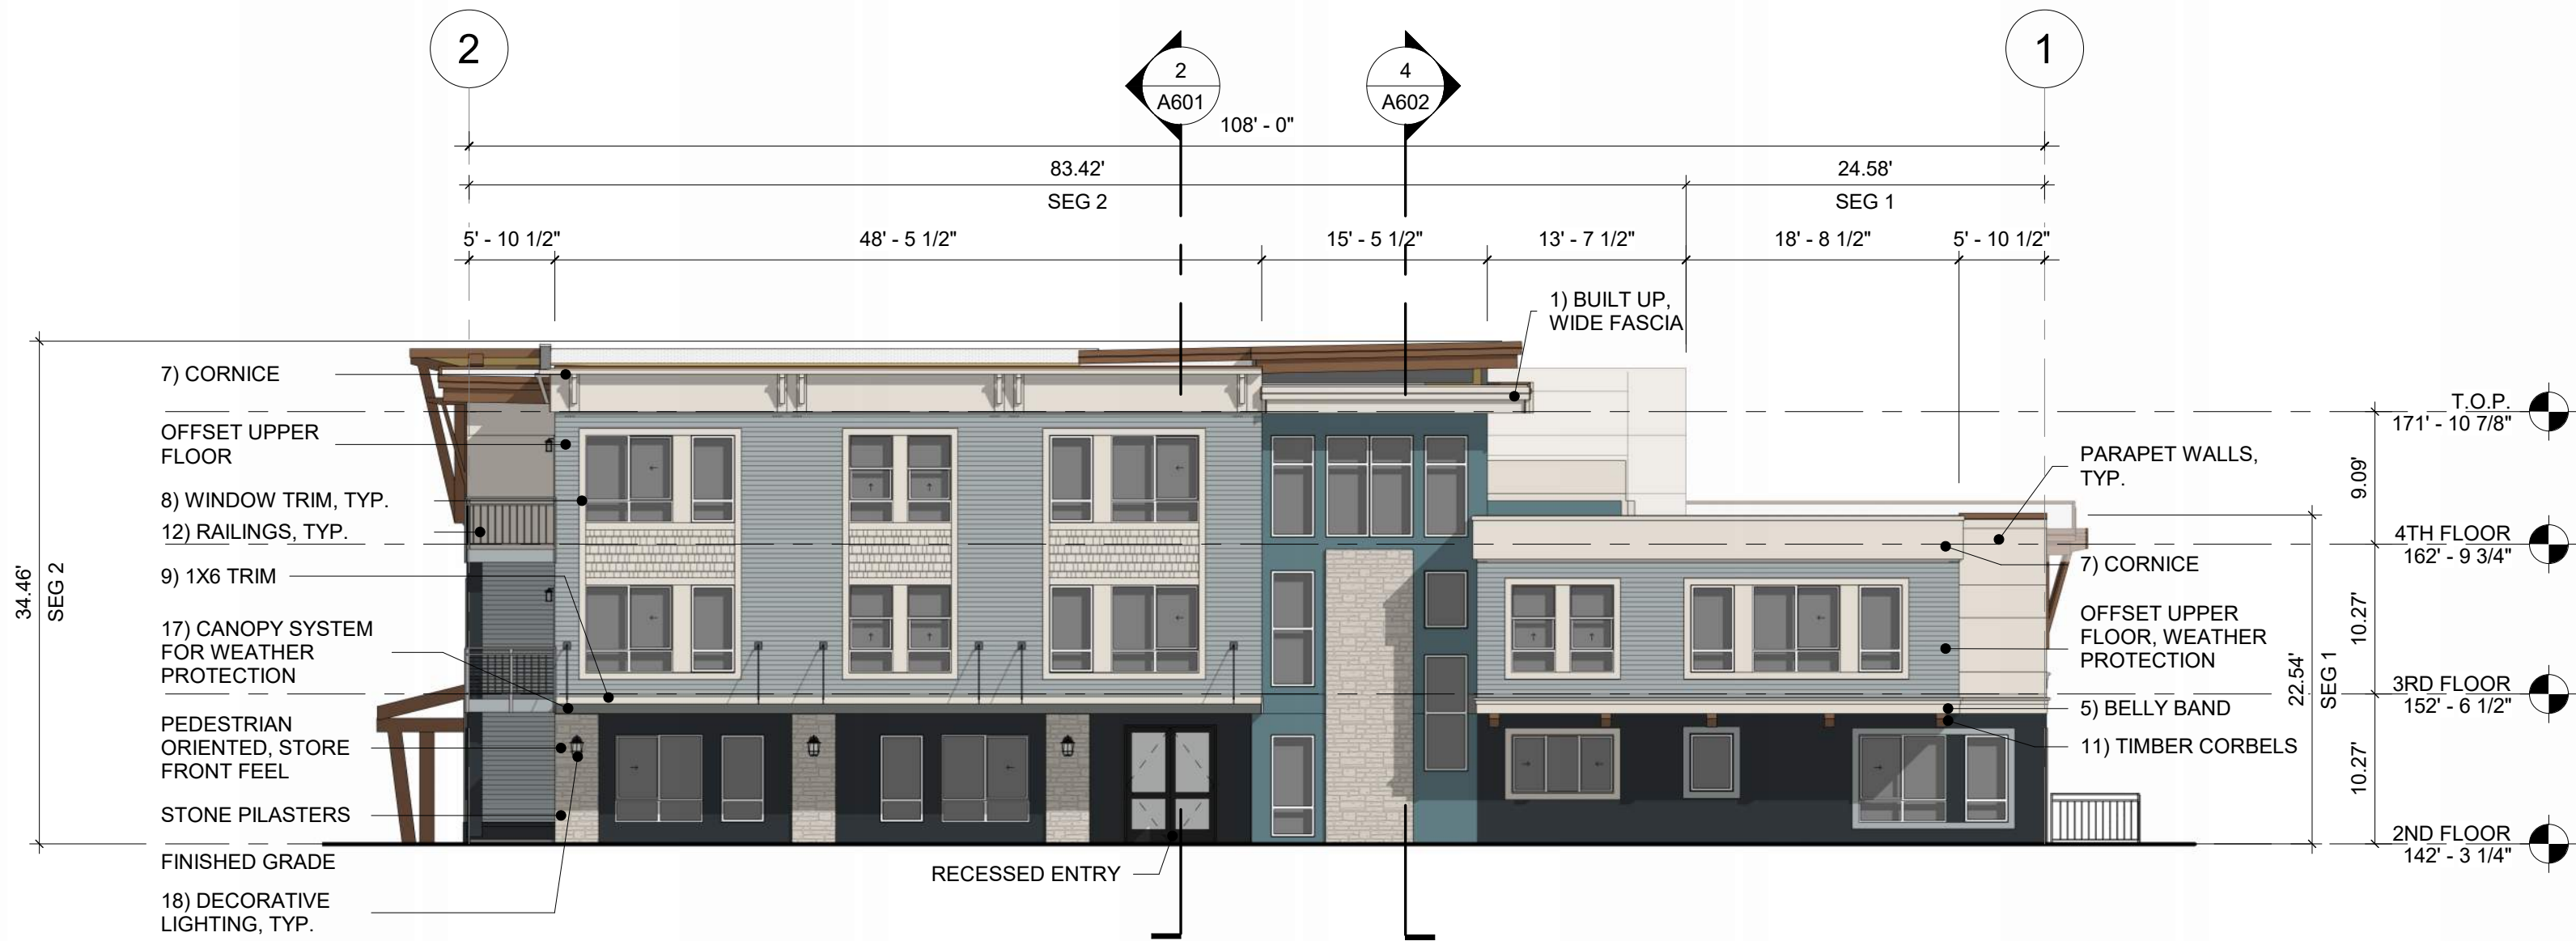 2
1
2
A601
4
A602
108' - 0"
83.42'
24.58'
SEG 2
SEG 1
5' - 10 1/2"
48' - 5 1/2"
15' - 5 1/2"
13' - 7 1/2"
18' - 8 1/2"
5' - 10 1/2"
1) BUILT UP,
WIDE FASCIA
7) CORNICE
OFFSET UPPER
FLOOR
8) WINDOW TRIM, TYP.
12) RAILINGS, TYP.
9) 1X6 TRIM
17) CANOPY SYSTEM
FOR WEATHER
PROTECTION
PEDESTRIAN
ORIENTED, STORE
FRONT FEEL
STONE PILASTERS
FINISHED GRADE
18) DECORATIVE
LIGHTING, TYP.
34.46'
SEG 2
RECESSED ENTRY
PARAPET WALLS,
TYP.
7) CORNICE
OFFSET UPPER
FLOOR, WEATHER
PROTECTION
5) BELLY BAND
11) TIMBER CORBELS
22.54'
SEG 1
9.09'
10.27'
10.27'
T.O.P.
171' - 10 7/8"
4TH FLOOR
162' - 9 3/4"
3RD FLOOR
152' - 6 1/2"
2ND FLOOR
142' - 3 1/4"